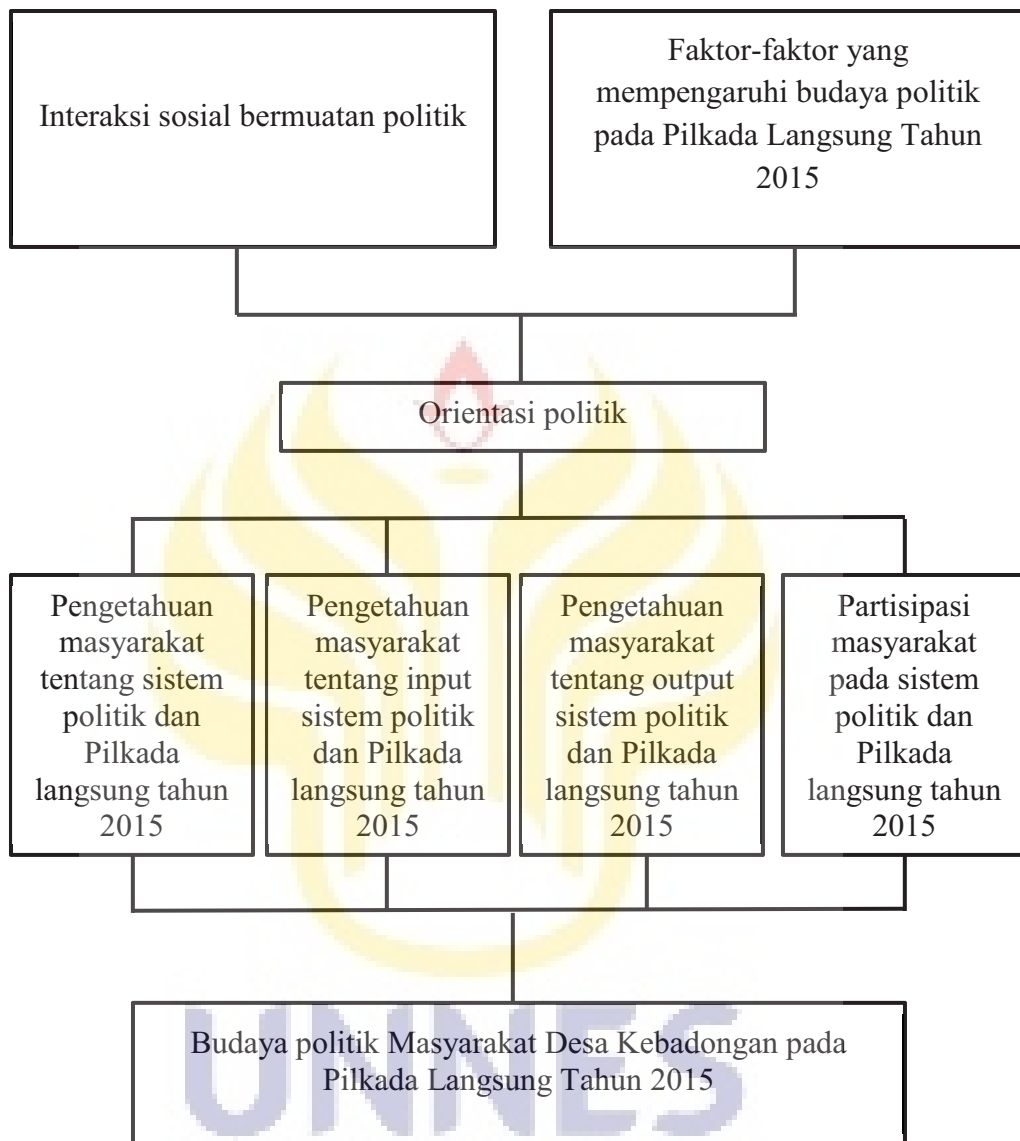 Interaksi sosial bermuatan politik
Faktor-faktor yang
mempengaruhi budaya politik
pada Pilkada Langsung Tahun
2015
Orientasi politik
Pengetahuan
masyarakat
tentang sistem
politik dan
Pilkada
langsung tahun
2015
Pengetahuan
masyarakat
tentang input
sistem politik
dan Pilkada
langsung tahun
2015
Pengetahuan
masyarakat
tentang output
sistem politik
dan Pilkada
langsung tahun
2015
Partisipasi
masyarakat
pada sistem
politik dan
Pilkada
langsung tahun
2015
Budaya politik Masyarakat Desa Kebadongan pada
Pilkada Langsung Tahun 2015
UNNES